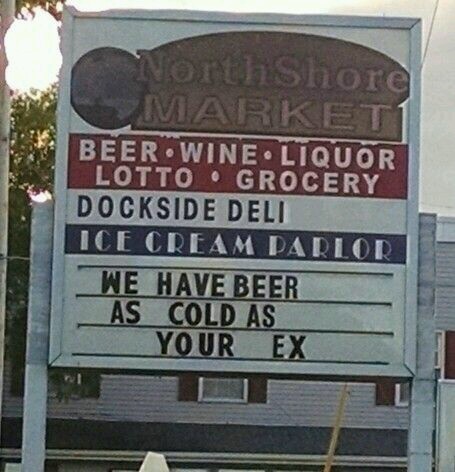 NorthShore
MARKET
BEER • WINE • LIQUOR
LOTTO • GROCERY
DOCKSIDE DELI
ICE CREAM PARLOR
WE HAVE BEER
AS COLD AS
YOUR EX